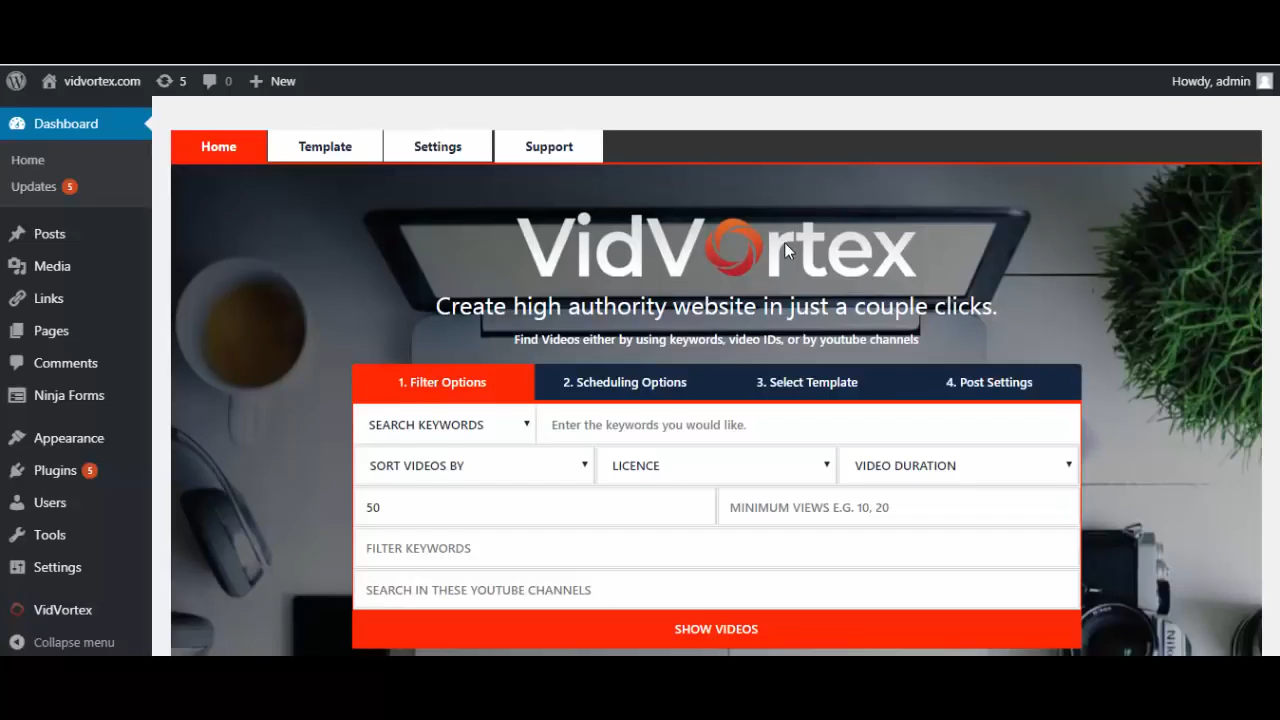 vidvortex.com 5 0 New Howdy, admin
Dashboard
Home
Updates 5
Posts
Media
Links
Pages
Comments
Ninja Forms
Appearance
Plugins 5
Users
Tools
Settings
VidVortex
Collapse menu
Home Template Settings Support
VidVortex
Create high authority website in just a couple clicks.
Find Videos either by using keywords, video IDs, or by youtube channels
1. Filter Options 2. Scheduling Options 3. Select Template 4. Post Settings
SEARCH KEYWORDS Enter the keywords you would like.
SORT VIDEOS BY LICENCE VIDEO DURATION
50 MINIMUM VIEWS E.G. 10, 20
FILTER KEYWORDS
SEARCH IN THESE YOUTUBE CHANNELS
SHOW VIDEOS
Nikon